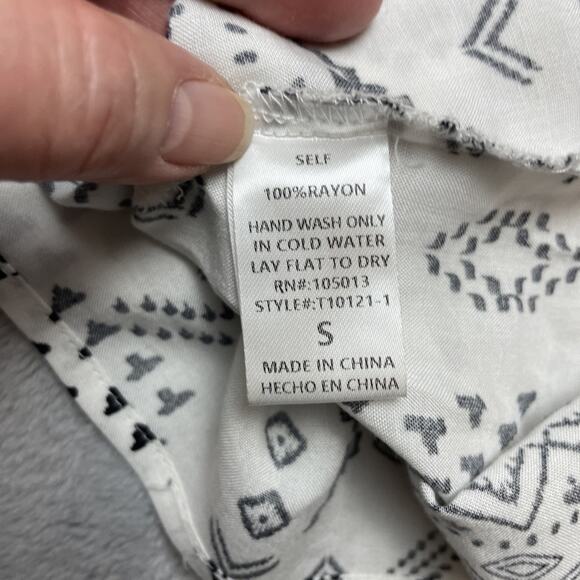 SELF
100%RAYON
HAND WASH ONLY
IN COLD WATER
LAY FLAT TO DRY
RN#:105013
STYLE#:T10121-1
S
MADE IN CHINA
HECHO EN CHINA